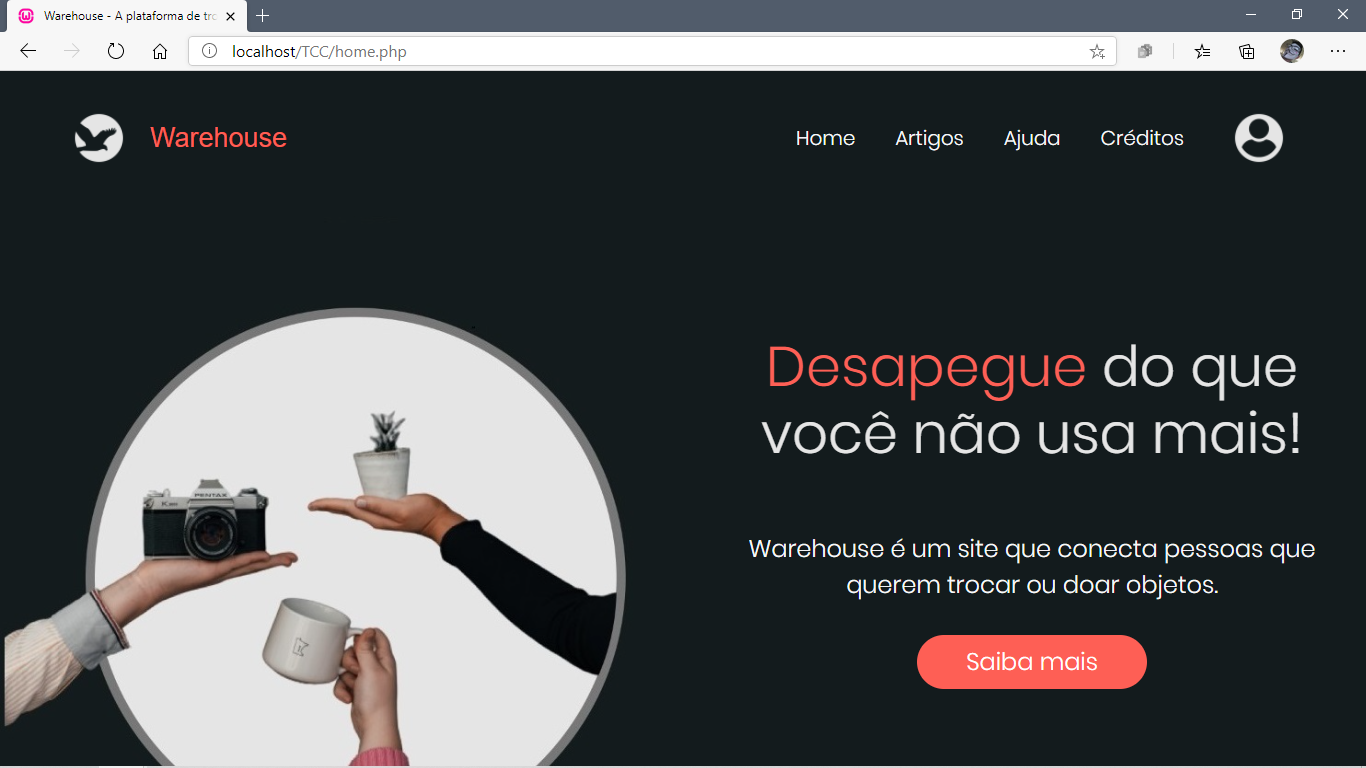 Warehouse - A plataforma de tro
localhost/TCC/home.php
Warehouse
Home Artigos Ajuda Créditos
Desapegue do que
você não usa mais!
PENTAX
Warehouse é um site que conecta pessoas que
querem trocar ou doar objetos.
Saiba mais